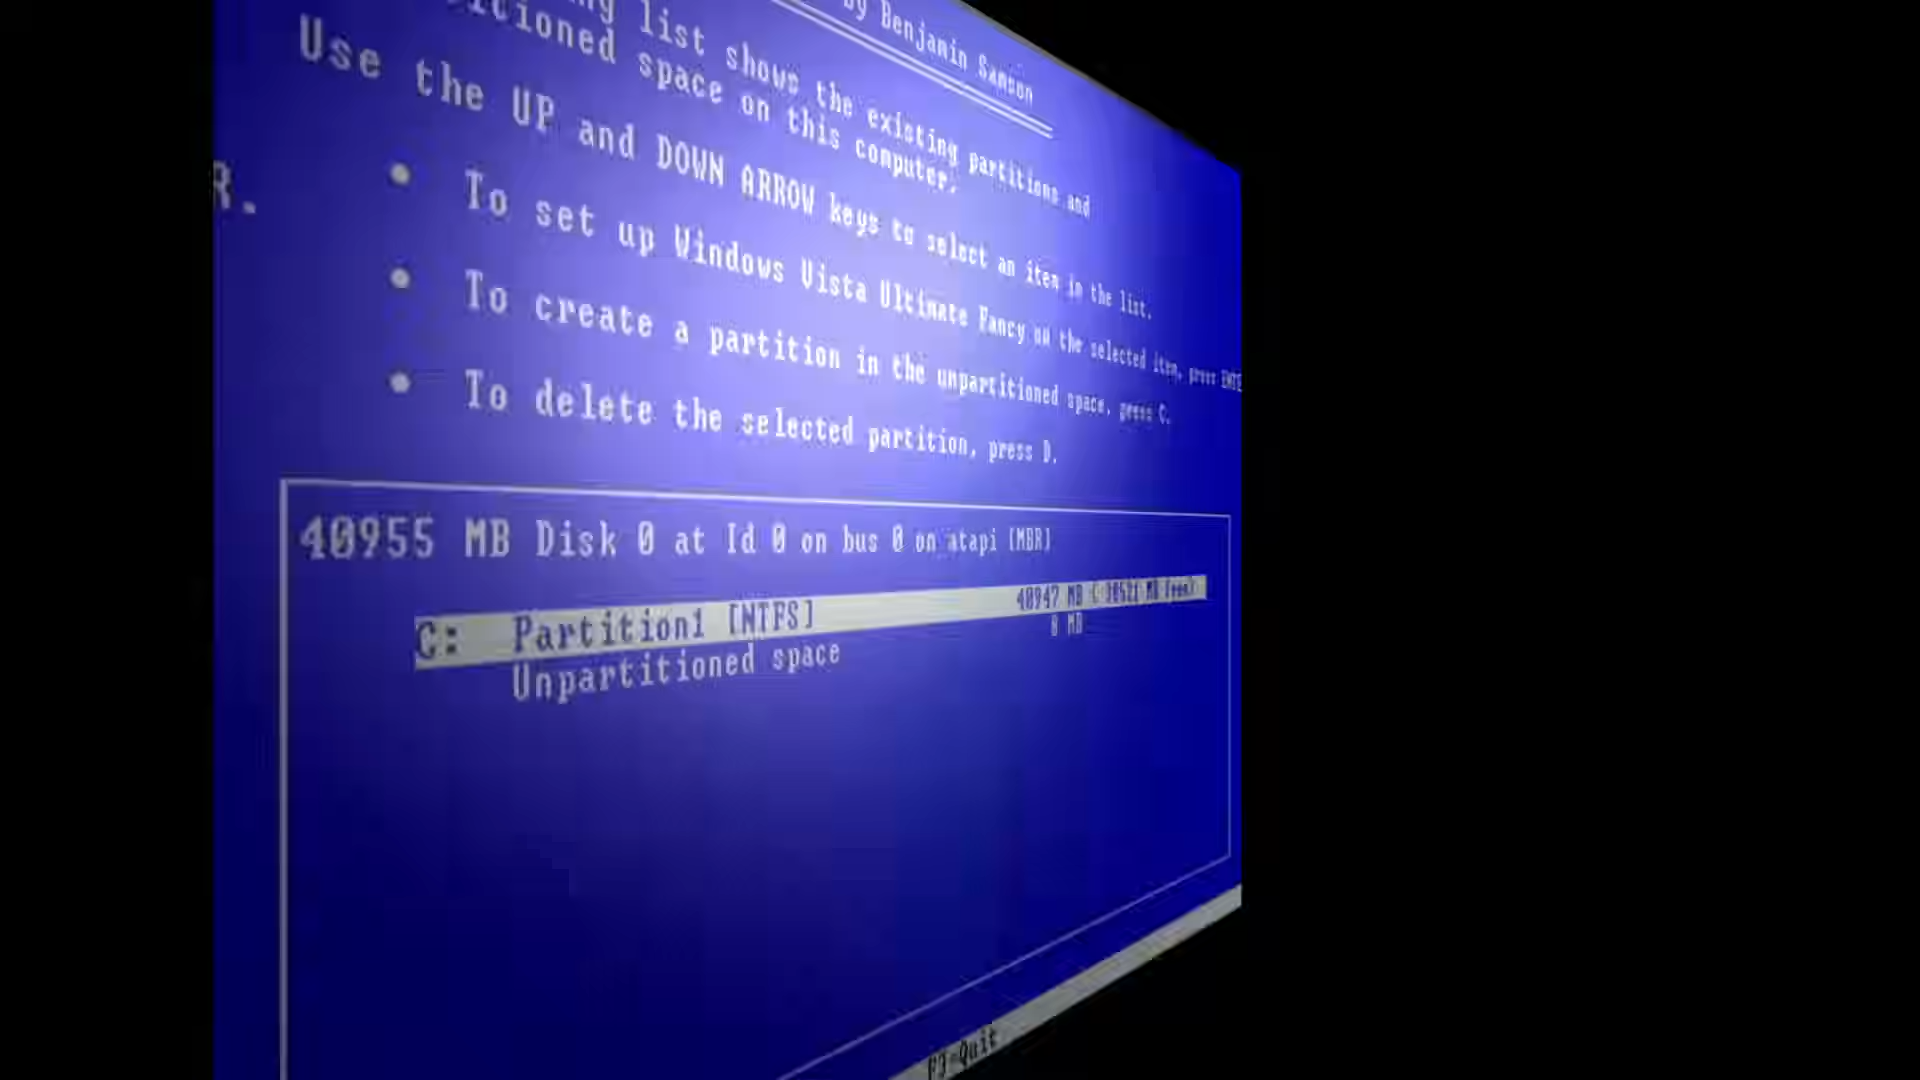 by Benjamin Samson
list shows the existing partitions and
itioned space on this computer.
Use the UP and DOWN ARROW keys to select an item in the list.
• To set up Windows Vista Ultimate Fancy on the selected item, press ENTE
R.
• To create a partition in the unpartitioned space, press C.
• To delete the selected partition, press D.
40955 MB Disk 0 at Id 0 on bus 0 on atapi [MBR]
C: Partition1 [NTFS] 40947 MB
Unpartitioned space 8 MB
F3=Quit